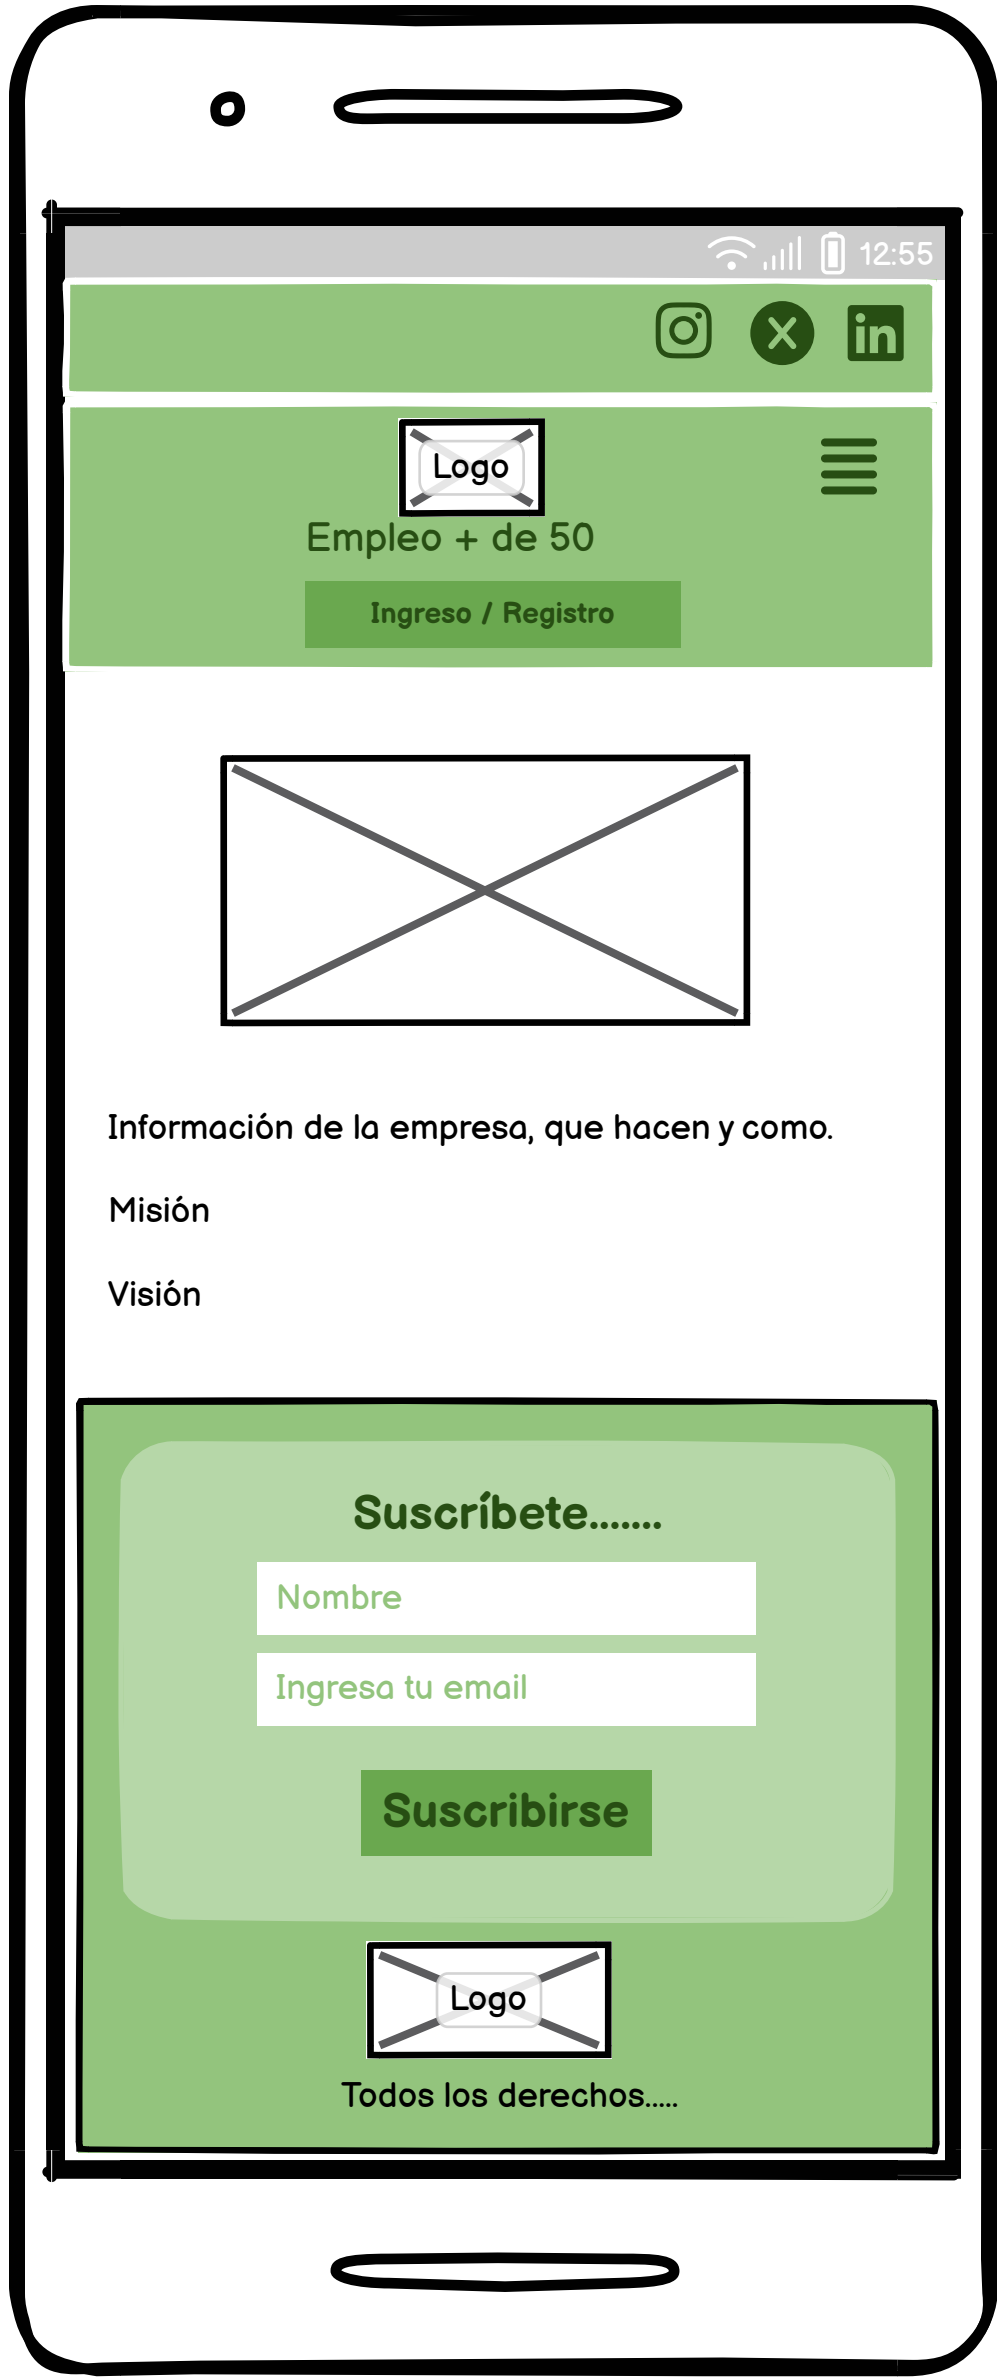 12:55
in
Logo
Empleo + de 50
Ingreso / Registro
Información de la empresa, que hacen y como.
Misión
Visión
Suscríbete.......
Nombre
Ingresa tu email
Suscribirse
Logo
Todos los derechos.....